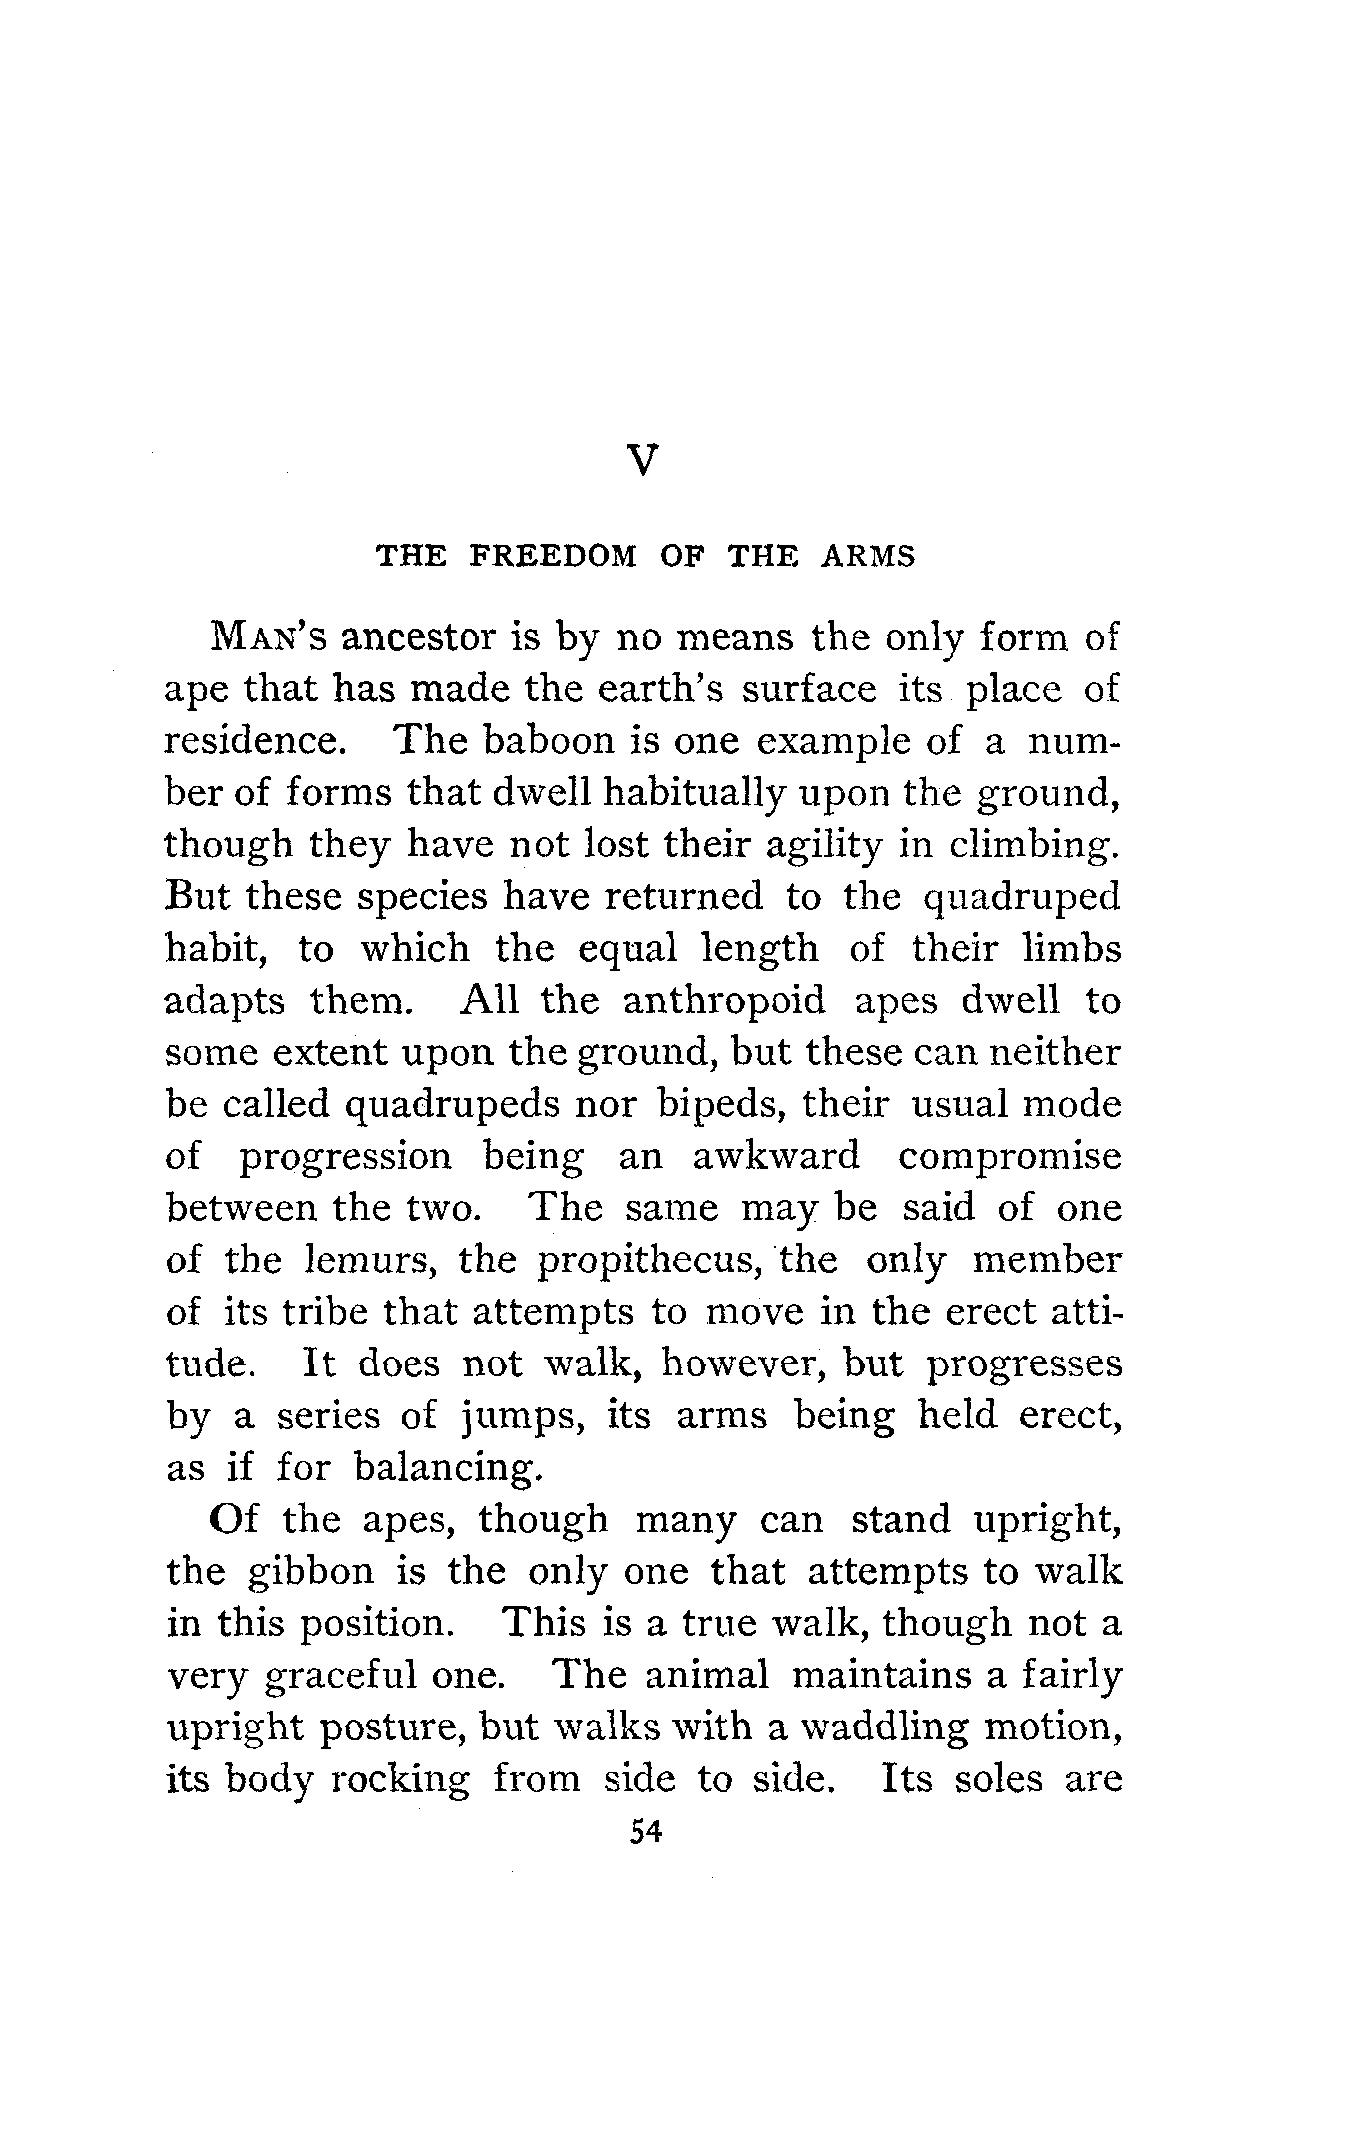 V
THE FREEDOM OF THE ARMS
MAN'S ancestor is by no means the only form of
ape that has made the earth's surface its place of
residence. The baboon is one example of a num-
ber of forms that dwell habitually upon the ground,
though they have not lost their agility in climbing.
But these species have returned to the quadruped
habit, to which the equal length of their limbs
adapts them. All the anthropoid apes dwell to
some extent upon the ground, but these can neither
be called quadrupeds nor bipeds, their usual mode
of progression being an awkward compromise
between the two. The same may be said of one
of the lemurs, the propithecus, the only member
of its tribe that attempts to move in the erect atti-
tude. It does not walk, however, but progresses
by a series of jumps, its arms being held erect,
as if for balancing.
Of the apes, though many can stand upright,
the gibbon is the only one that attempts to walk
in this position. This is a true walk, though not a
very graceful one. The animal maintains a fairly
upright posture, but walks with a waddling motion,
its body rocking from side to side. Its soles are
54